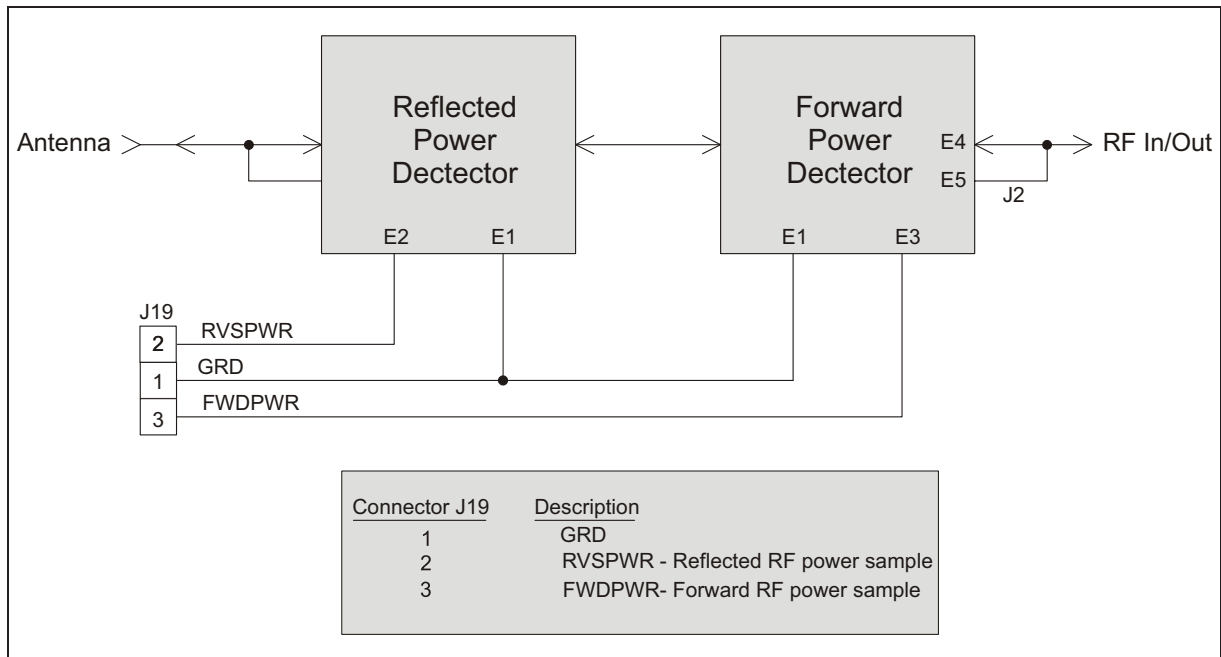 Reflected
Power
Dectector
Forward
Power
Dectector
Antenna
E4
RF In/Out
E5
J2
E2
E1
E1
E3
J19
2
RVSPWR
1
GRD
3
FWDPWR
Connector J19 Description
1 GRD
2 RVSPWR - Reflected RF power sample
3 FWDPWR- Forward RF power sample